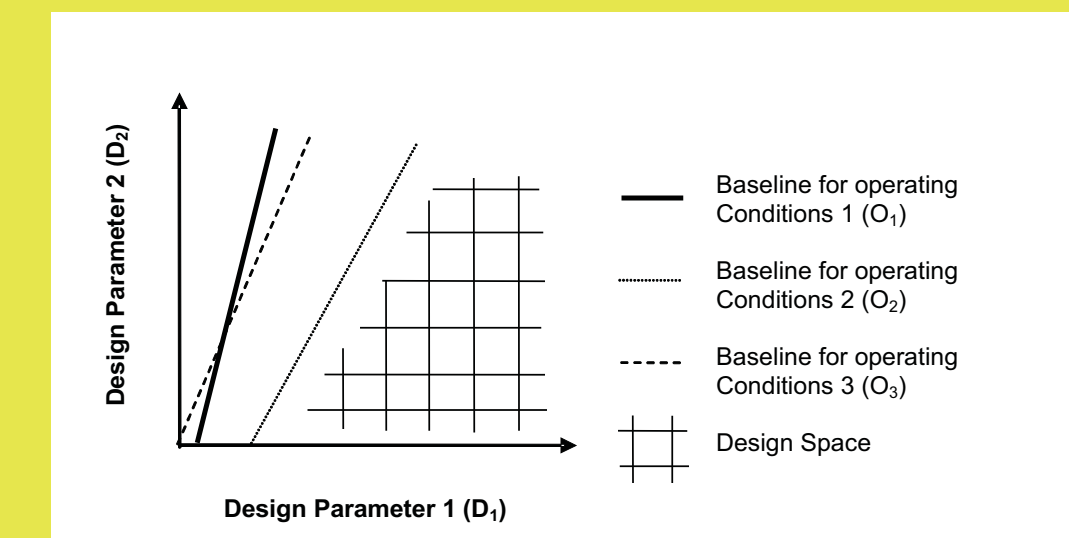 Design Parameter 2 (D₂)
Design Parameter 1 (D₁)
Baseline for operating
Conditions 1 (O₁)
Baseline for operating
Conditions 2 (O₂)
Baseline for operating
Conditions 3 (O₃)
Design Space